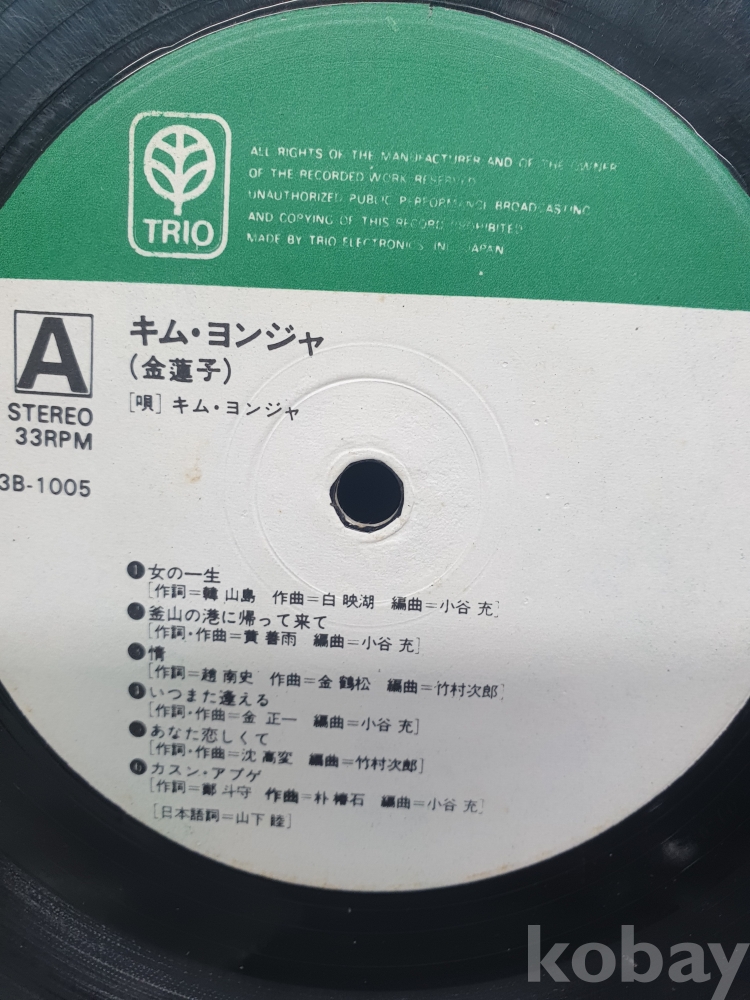 TRIO
ALL RIGHTS OF THE MANUFACTURER AND OF THE OWNER
OF THE RECORDED WORK RESERVED
UNAUTHORIZED PUBLIC PERFORMANCE BROADCASTING
AND COPYING OF THIS RECORD PROHIBITED
MADE BY TRIO ELECTRONICS INC. JAPAN
A
STEREO
33RPM
3B-1005
キム・ヨンジャ
(金蓮子)
[唄] キム・ヨンジャ
❶女の一生
[作詞=韓 山島 作曲=白 映湖 編曲=小谷 充]
❷釜山の港に帰って来て
[作詞・作曲=黄 善雨 編曲=小谷 充]
❸情
[作詞=趙 南史 作曲=金 鶴松 編曲=竹村次郎]
❹いつまた逢える
[作詞・作曲=金 正一 編曲=小谷 充]
❺あなた恋しくて
[作詞・作曲=沈 高変 編曲=竹村次郎]
❻カスン・アプゲ
[作詞=鄭 斗守 作曲=朴 椿石 編曲=小谷 充]
[日本語詞=山下 睦]
kobay